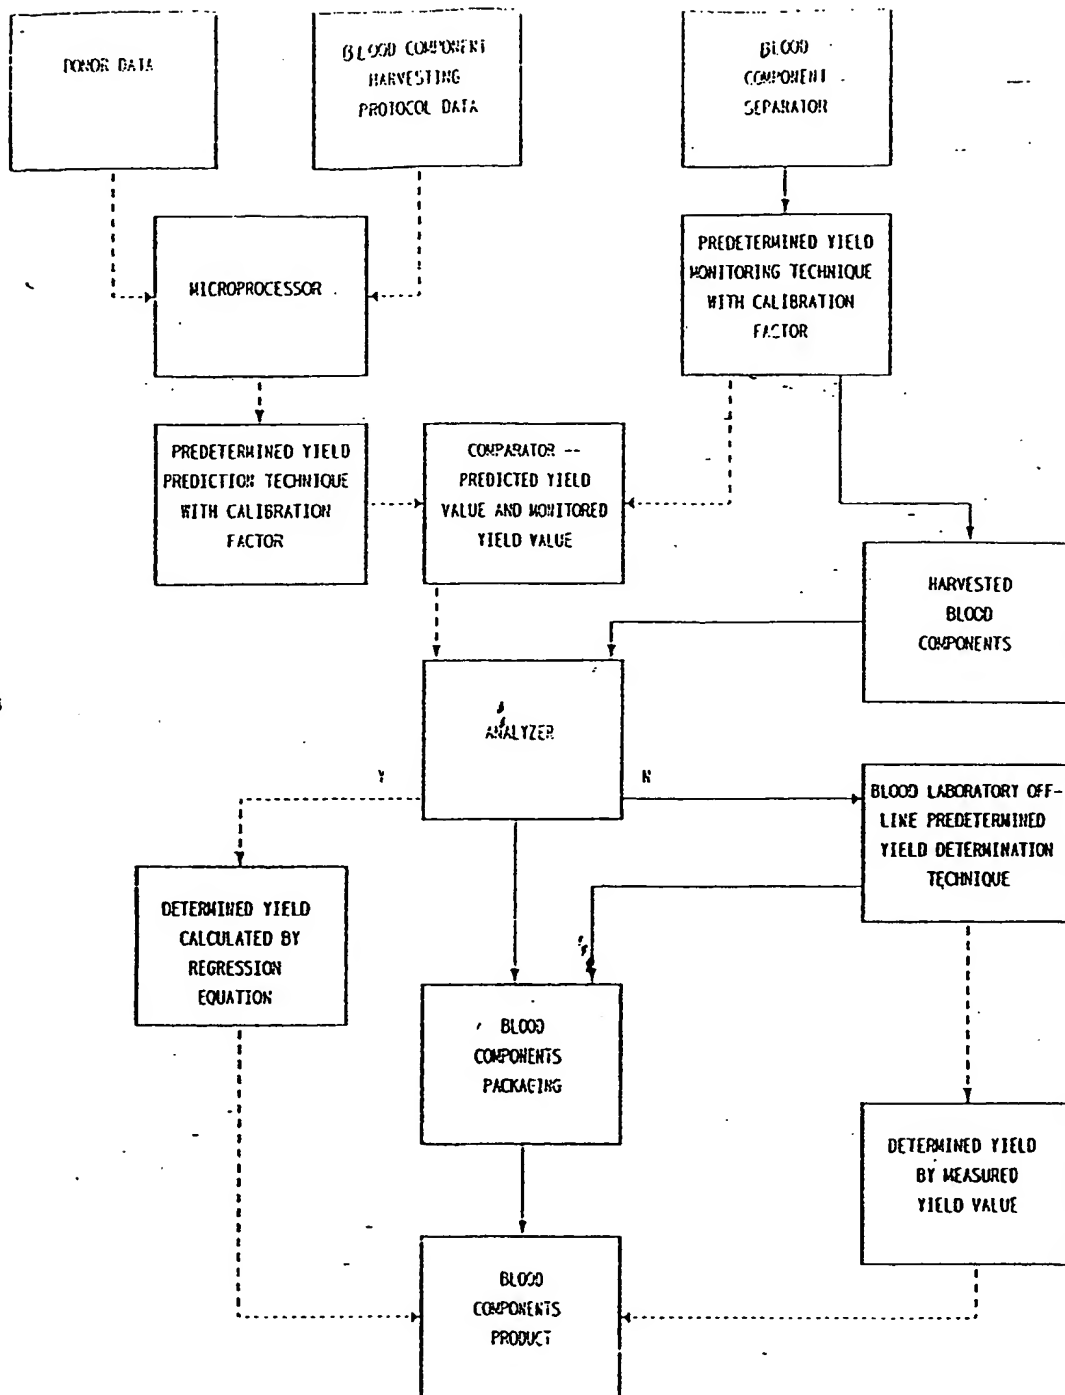 DONOR DATA
BLOOD COMPONENT
HARVESTING
PROTOCOL DATA
BLOOD
COMPONENT
SEPARATOR
MICROPROCESSOR
PREDETERMINED YIELD
MONITORING TECHNIQUE
WITH CALIBRATION
FACTOR
PREDETERMINED YIELD
PREDICTION TECHNIQUE
WITH CALIBRATION
FACTOR
COMPARATOR --
PREDICTED YIELD
VALUE AND MONITORED
YIELD VALUE
HARVESTED
BLOOD
COMPONENTS
ANALYZER
Y
N
BLOOD LABORATORY OFF-
LINE PREDETERMINED
YIELD DETERMINATION
TECHNIQUE
DETERMINED YIELD
CALCULATED BY
REGRESSION
EQUATION
BLOOD
COMPONENTS
PACKAGING
DETERMINED YIELD
BY MEASURED
YIELD VALUE
BLOOD
COMPONENTS
PRODUCT